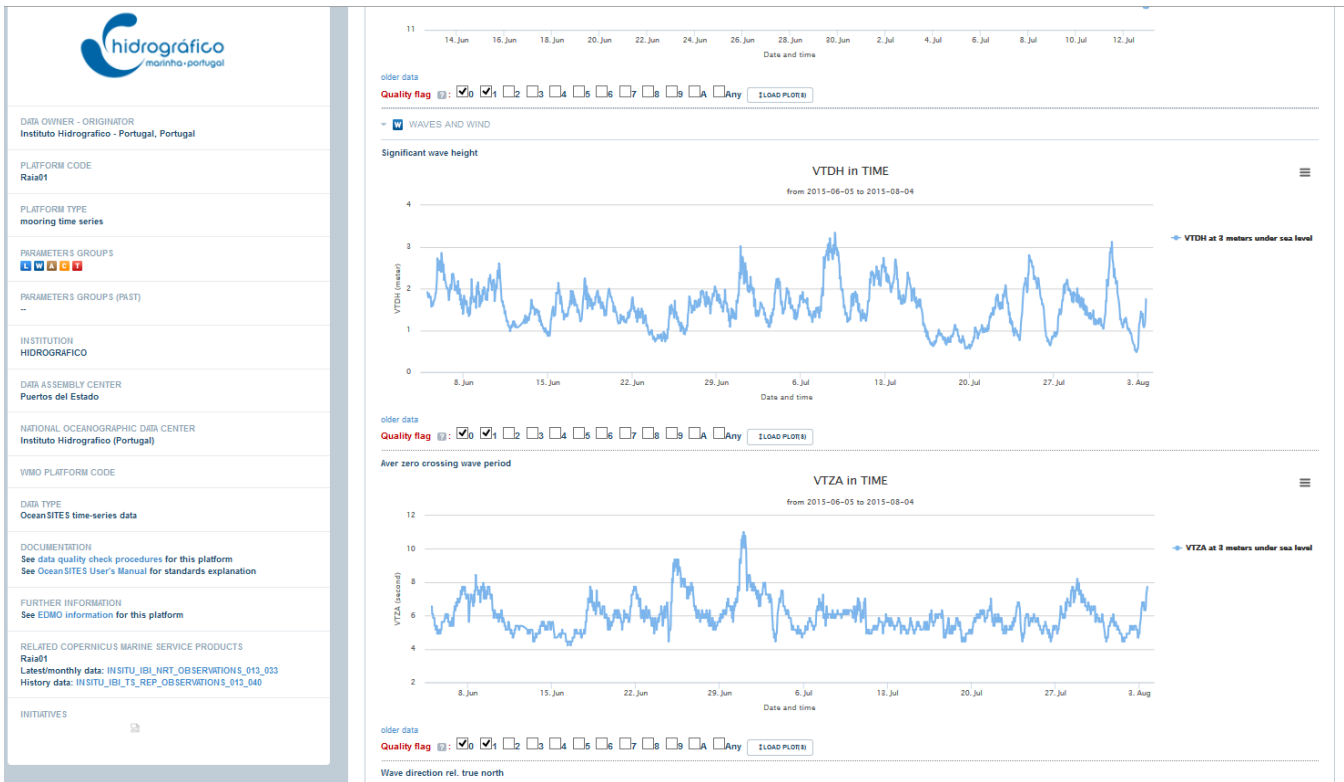 hidrográfico
marinha•portugal
DATA OWNER - ORIGINATOR
Instituto Hidrografico - Portugal, Portugal
PLATFORM CODE
Raia01
PLATFORM TYPE
mooring time series
PARAMETERS GROUPS
L W A C T
PARAMETERS GROUPS (PAST)
--
INSTITUTION
HIDROGRAFICO
DATA ASSEMBLY CENTER
Puertos del Estado
NATIONAL OCEANOGRAPHIC DATA CENTER
Instituto Hidrografico (Portugal)
WMO PLATFORM CODE
DATA TYPE
OceanSITES time-series data
DOCUMENTATION
See data quality check procedures for this platform
See OceanSITES User's Manual for standards explanation
FURTHER INFORMATION
See EDMO information for this platform
RELATED COPERNICUS MARINE SERVICE PRODUCTS
Raia01
Latest/monthly data: INSITU_IBI_NRT_OBSERVATIONS_013_033
History data: INSITU_IBI_TS_REP_OBSERVATIONS_013_040
INITIATIVES
11
14. Jun 16. Jun 18. Jun 20. Jun 22. Jun 24. Jun 26. Jun 28. Jun 30. Jun 2. Jul 4. Jul 6. Jul 8. Jul 10. Jul 12. Jul
Date and time
older data
Quality flag ? : 0 1 2 3 4 5 6 7 8 9 A Any LOAD PLOT(S)
W WAVES AND WIND
Significant wave height
VTDH in TIME
from 2015-06-05 to 2015-08-04
4
3
2
1
0
VTDH (meter)
VTDH at 3 meters under sea level
8. Jun 15. Jun 22. Jun 29. Jun 6. Jul 13. Jul 20. Jul 27. Jul 3. Aug
Date and time
older data
Quality flag ? : 0 1 2 3 4 5 6 7 8 9 A Any LOAD PLOT(S)
Aver zero crossing wave period
VTZA in TIME
from 2015-06-05 to 2015-08-04
12
10
8
6
4
2
VTZA (second)
VTZA at 3 meters under sea level
8. Jun 15. Jun 22. Jun 29. Jun 6. Jul 13. Jul 20. Jul 27. Jul 3. Aug
Date and time
older data
Quality flag ? : 0 1 2 3 4 5 6 7 8 9 A Any LOAD PLOT(S)
Wave direction rel. true north